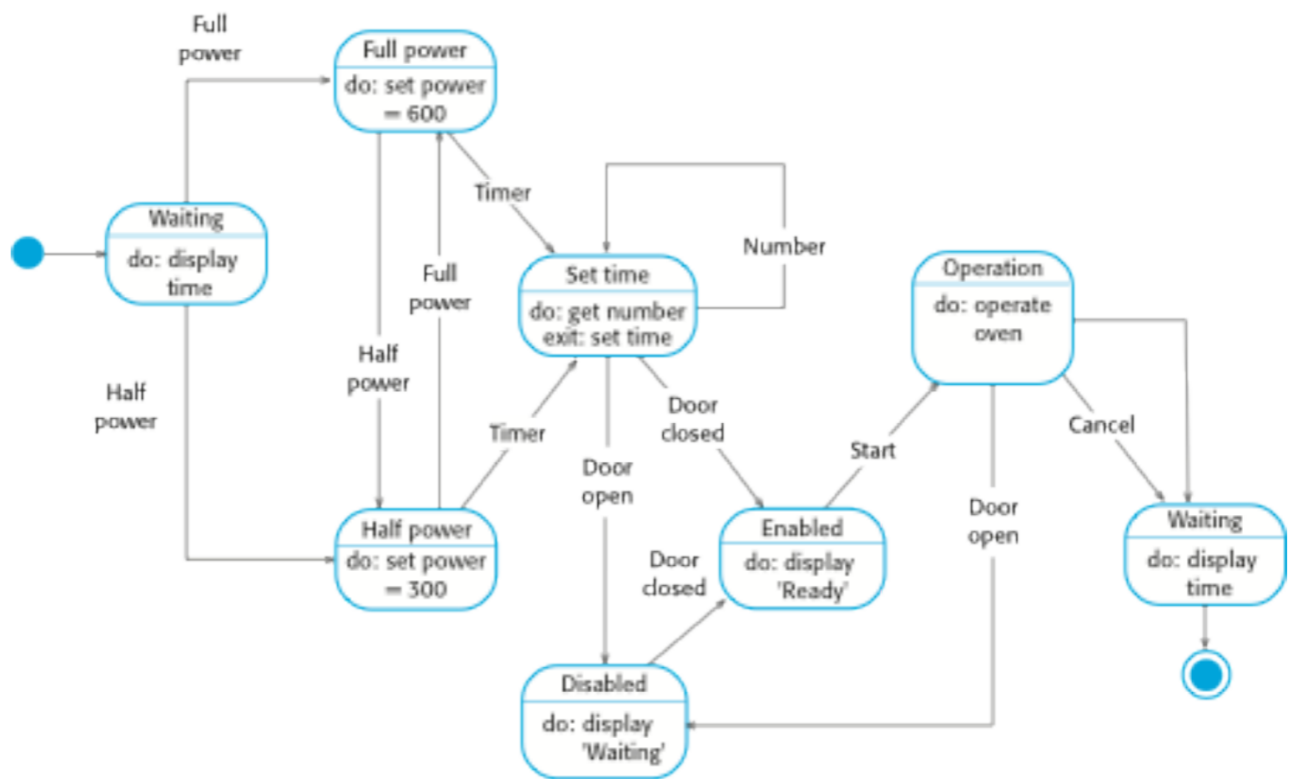 Full
power
Full power
do: set power
= 600
Timer
Waiting
do: display
time
Full
power
Number
Set time
do: get number
exit: set time
Operation
do: operate
oven
Half
power
Half
power
Timer
Door
closed
Door
open
Start
Cancel
Half power
do: set power
= 300
Door
closed
Enabled
do: display
'Ready'
Door
open
Waiting
do: display
time
Disabled
do: display
'Waiting'